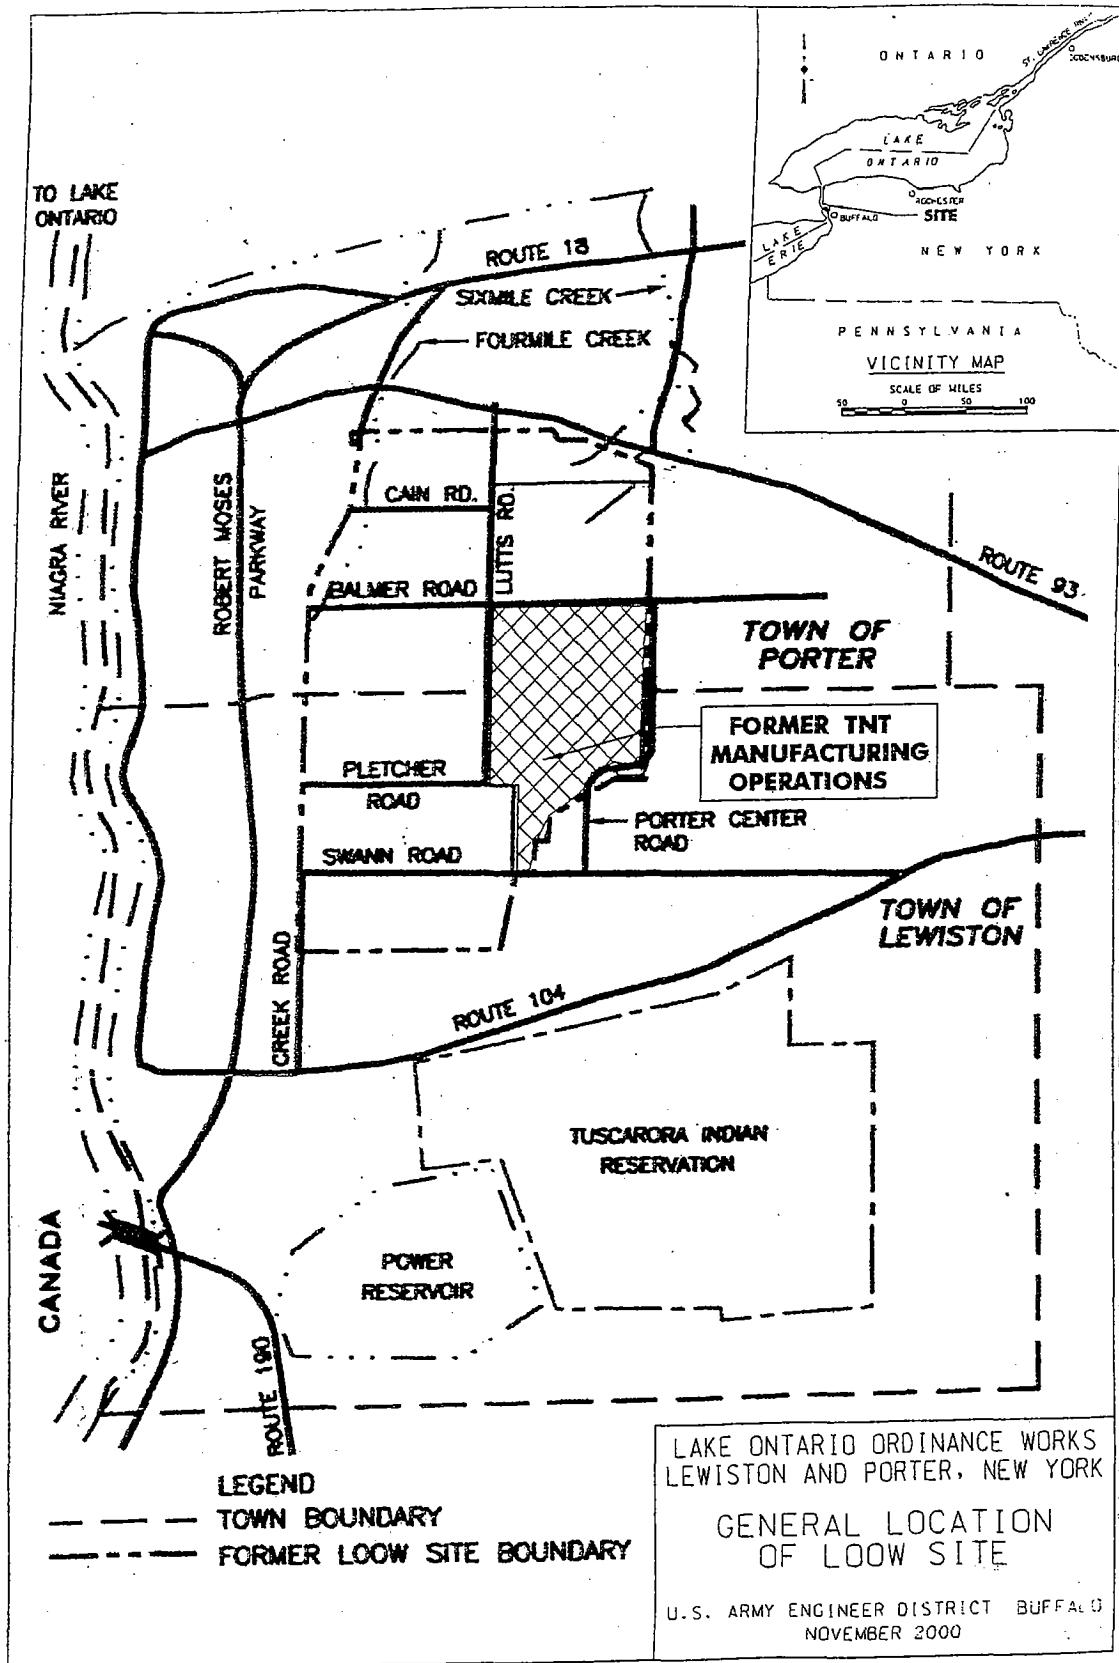 ONTARIO
ST. LAWRENCE RIVER
OGDENSBURG
LAKE
ONTARIO
ROCHESTER
BUFFALO
SITE
LAKE
ERIE
NEW YORK
PENNSYLVANIA
VICINITY MAP
SCALE OF MILES
50 0 50 100
TO LAKE
ONTARIO
ROUTE 18
SIXMILE CREEK
FOURMILE CREEK
NIAGRA RIVER
ROBERT MOSES
PARKWAY
CAIN RD.
LUTTS RD.
BALMER ROAD
ROUTE 93
TOWN OF
PORTER
FORMER TNT
MANUFACTURING
OPERATIONS
PLETCHER
ROAD
PORTER CENTER
ROAD
SWANN ROAD
TOWN OF
LEWISTON
CREEK ROAD
ROUTE 104
TUSCARORA INDIAN
RESERVATION
CANADA
POWER
RESERVOIR
ROUTE 190
LEGEND
TOWN BOUNDARY
FORMER LOOW SITE BOUNDARY
LAKE ONTARIO ORDINANCE WORKS
LEWISTON AND PORTER, NEW YORK
GENERAL LOCATION
OF LOOW SITE
U.S. ARMY ENGINEER DISTRICT BUFFALO
NOVEMBER 2000